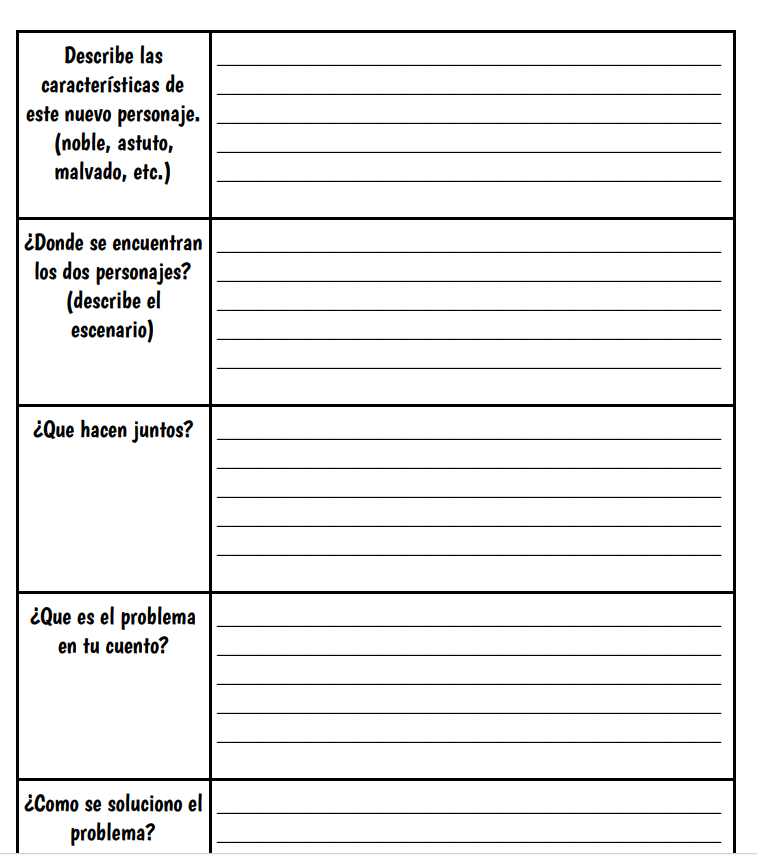 Describe las
características de
este nuevo personaje.
(noble, astuto,
malvado, etc.)
¿Donde se encuentran
los dos personajes?
(describe el
escenario)
¿Que hacen juntos?
¿Que es el problema
en tu cuento?
¿Como se soluciono el
problema?